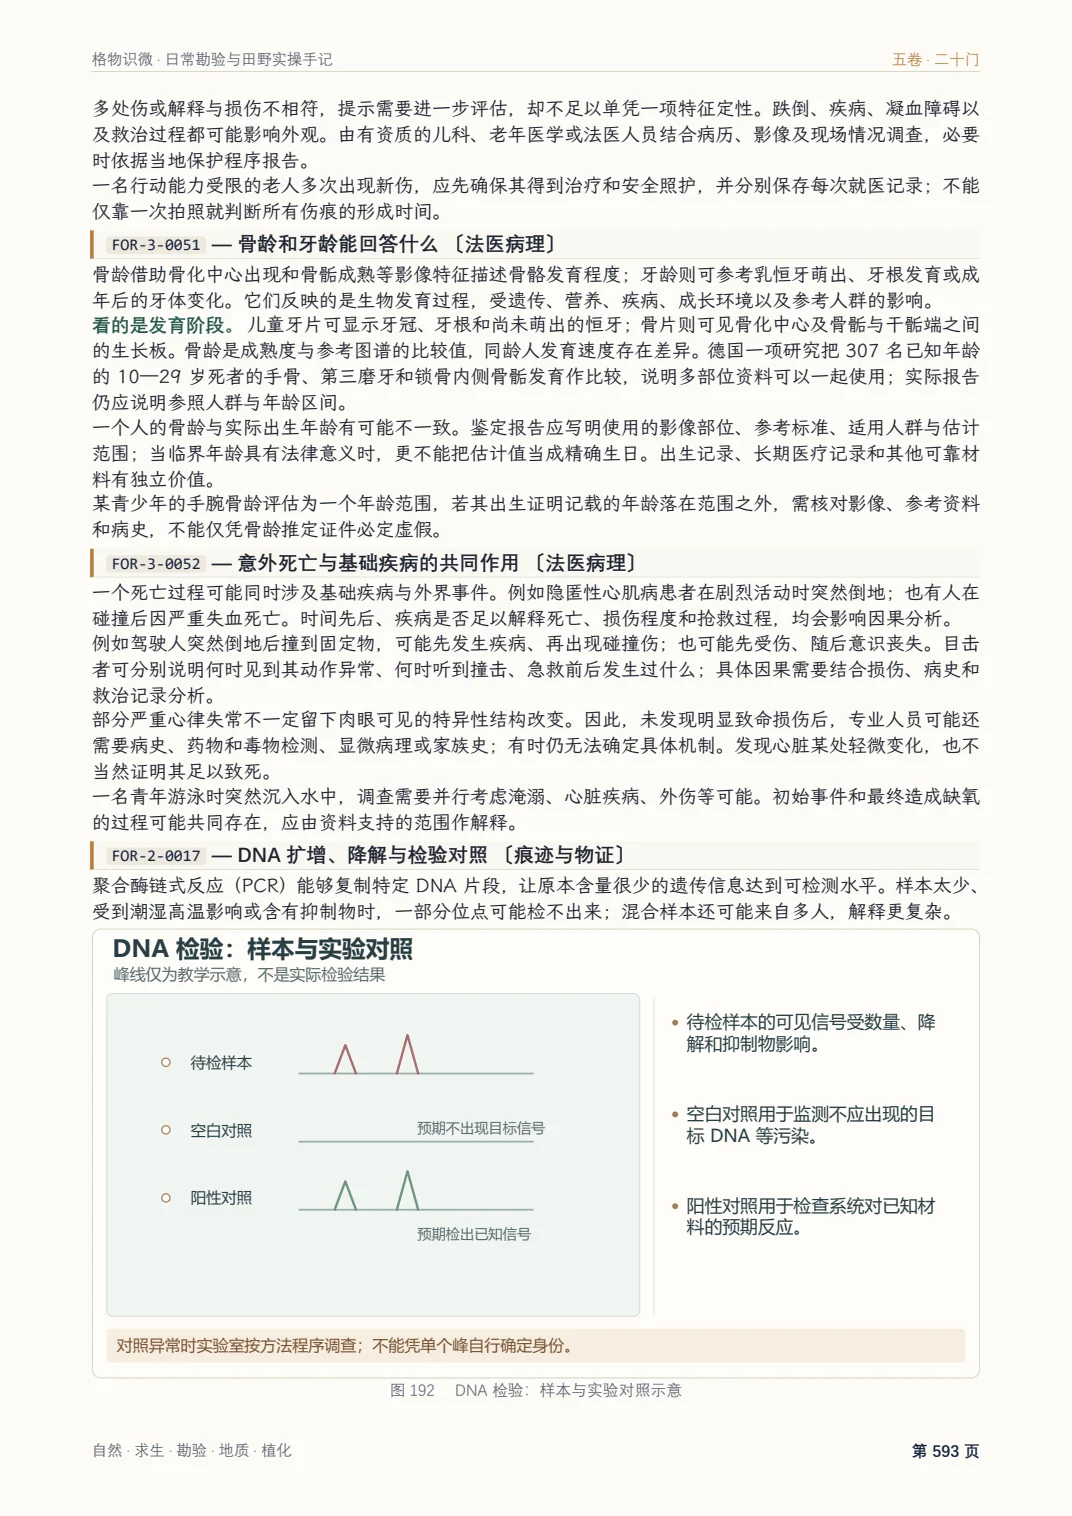 格物识微 · 日常勘验与田野实操手记
五卷 · 二十门
多处伤或解释与损伤不相符，提示需要进一步评估，却不足以单凭一项特征定性。跌倒、疾病、凝血障碍以
及救治过程都可能影响外观。由有资质的儿科、老年医学或法医人员结合病历、影像及现场情况调查，必要
时依据当地保护程序报告。
一名行动能力受限的老人多次出现新伤，应先确保其得到治疗和安全照护，并分别保存每次就医记录；不能
仅靠一次拍照就判断所有伤痕的形成时间。
FOR-3-0051 — 骨龄和牙龄能回答什么 〔法医病理〕
骨龄借助骨化中心出现和骨骺成熟等影像特征描述骨骼发育程度；牙龄则可参考乳恒牙萌出、牙根发育或成
年后的牙体变化。它们反映的是生物发育过程，受遗传、营养、疾病、成长环境以及参考人群的影响。
看的是发育阶段。 儿童牙片可显示牙冠、牙根和尚未萌出的恒牙；骨片则可见骨化中心及骨骺与干骺端之间
的生长板。骨龄是成熟度与参考图谱的比较值，同龄人发育速度存在差异。德国一项研究把 307 名已知年龄
的 10—29 岁死者的手骨、第三磨牙和锁骨内侧骨骺发育作比较，说明多部位资料可以一起使用；实际报告
仍应说明参照人群与年龄区间。
一个人的骨龄与实际出生年龄有可能不一致。鉴定报告应写明使用的影像部位、参考标准、适用人群与估计
范围；当临界年龄具有法律意义时，更不能把估计值当成精确生日。出生记录、长期医疗记录和其他可靠材
料有独立价值。
某青少年的手腕骨龄评估为一个年龄范围，若其出生证明记载的年龄落在范围之外，需核对影像、参考资料
和病史，不能仅凭骨龄推定证件必定虚假。
FOR-3-0052 — 意外死亡与基础疾病的共同作用 〔法医病理〕
一个死亡过程可能同时涉及基础疾病与外界事件。例如隐匿性心肌病患者在剧烈活动时突然倒地；也有人在
碰撞后因严重失血死亡。时间先后、疾病是否足以解释死亡、损伤程度和抢救过程，均会影响因果分析。
例如驾驶人突然倒地后撞到固定物，可能先发生疾病、再出现碰撞伤；也可能先受伤、随后意识丧失。目击
者可分别说明何时见到其动作异常、何时听到撞击、急救前后发生过什么；具体因果需要结合损伤、病史和
救治记录分析。
部分严重心律失常不一定留下肉眼可见的特异性结构改变。因此，未发现明显致命损伤后，专业人员可能还
需要病史、药物和毒物检测、显微病理或家族史；有时仍无法确定具体机制。发现心脏某处轻微变化，也不
当然证明其足以致死。
一名青年游泳时突然沉入水中，调查需要并行考虑淹溺、心脏疾病、外伤等可能。初始事件和最终造成缺氧
的过程可能共同存在，应由资料支持的范围作解释。
FOR-2-0017 — DNA 扩增、降解与检验对照 〔痕迹与物证〕
聚合酶链式反应（PCR）能够复制特定 DNA 片段，让原本含量很少的遗传信息达到可检测水平。样本太少、
受到潮湿高温影响或含有抑制物时，一部分位点可能检不出来；混合样本还可能来自多人，解释更复杂。
DNA 检验：样本与实验对照
峰线仅为教学示意，不是实际检验结果
待检样本
空白对照
预期不出现目标信号
阳性对照
预期检出已知信号
• 待检样本的可见信号受数量、降
解和抑制物影响。
• 空白对照用于监测不应出现的目
标 DNA 等污染。
• 阳性对照用于检查系统对已知材
料的预期反应。
对照异常时实验室按方法程序调查；不能凭单个峰自行确定身份。
图 192 DNA 检验：样本与实验对照示意
自然 · 求生 · 勘验 · 地质 · 植化
第 593 页